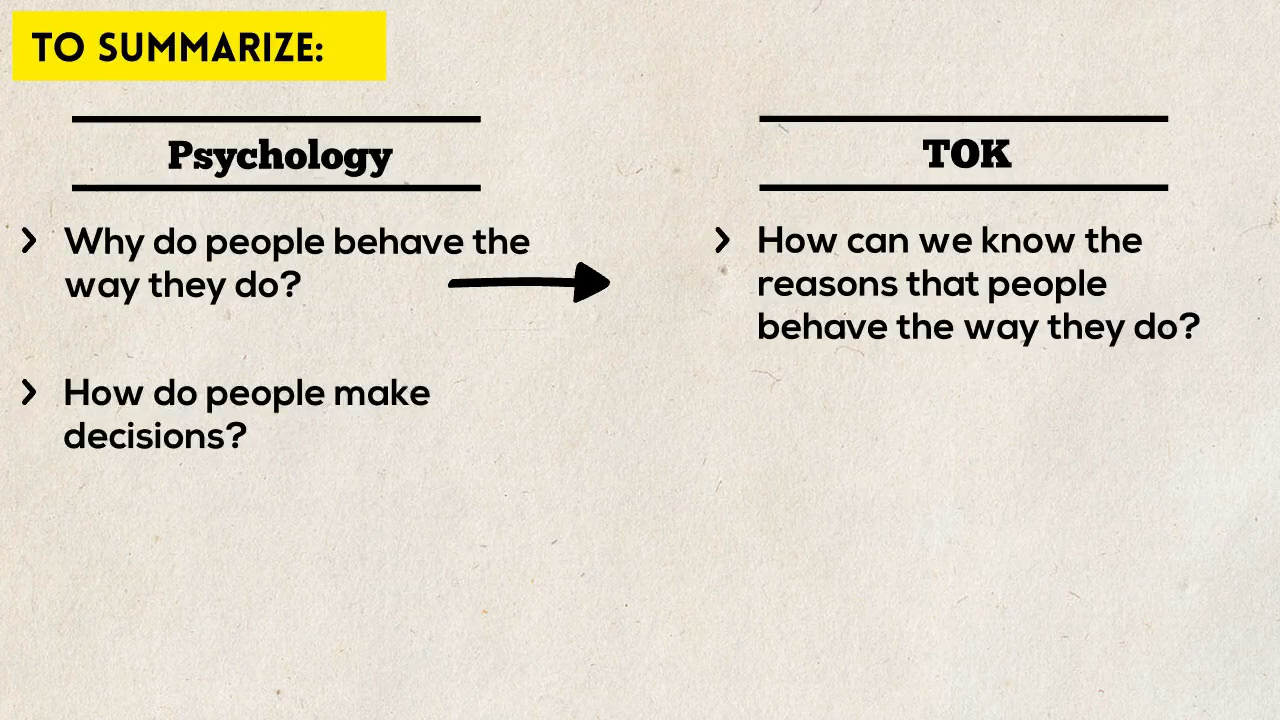 TO SUMMARIZE:
Psychology
Why do people behave the
way they do?
How do people make
decisions?
TOK
How can we know the
reasons that people
behave the way they do?